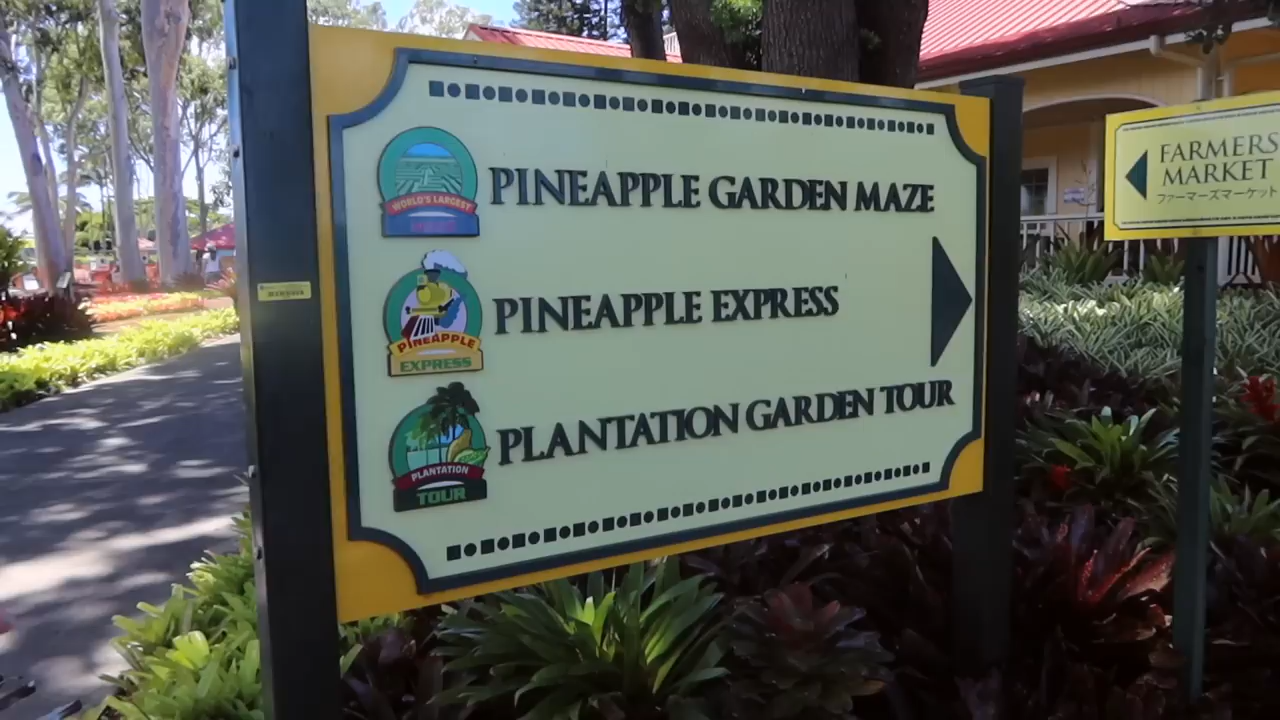 WORLD'S LARGEST
PINEAPPLE GARDEN MAZE
PINEAPPLE
EXPRESS
PINEAPPLE EXPRESS
PLANTATION
TOUR
PLANTATION GARDEN TOUR
FARMERS
MARKET
ファーマーズマーケット